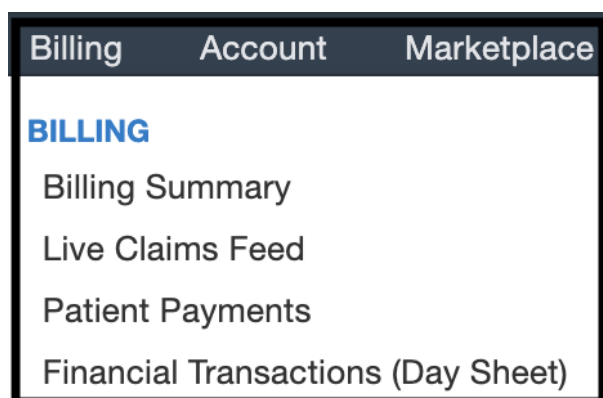 Billing Account Marketplace
BILLING
Billing Summary
Live Claims Feed
Patient Payments
Financial Transactions (Day Sheet)